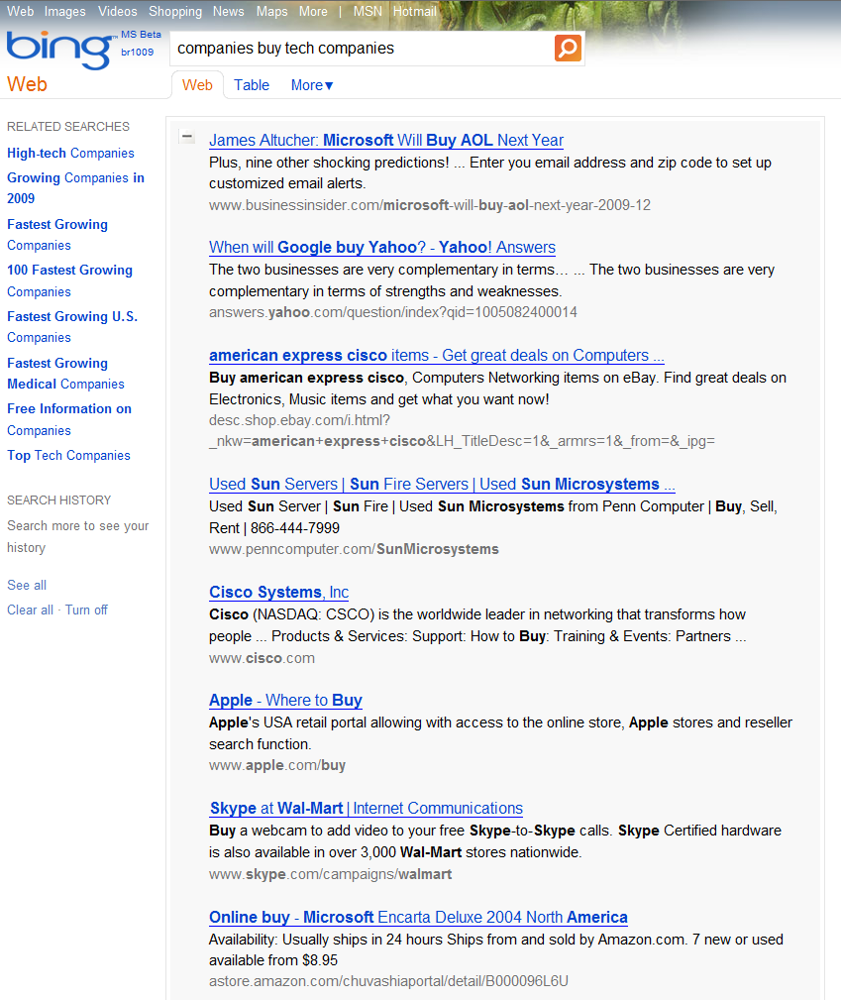 Web Images Videos Shopping News Maps More | MSN Hotmail
bing™ MS Beta
br1009
companies buy tech companies
Web
Web Table More▼
RELATED SEARCHES
High-tech Companies
Growing Companies in
2009
Fastest Growing
Companies
100 Fastest Growing
Companies
Fastest Growing U.S.
Companies
Fastest Growing
Medical Companies
Free Information on
Companies
Top Tech Companies
SEARCH HISTORY
Search more to see your
history
See all
Clear all · Turn off
James Altucher: Microsoft Will Buy AOL Next Year
Plus, nine other shocking predictions! ... Enter you email address and zip code to set up
customized email alerts.
www.businessinsider.com/microsoft-will-buy-aol-next-year-2009-12
When will Google buy Yahoo? - Yahoo! Answers
The two businesses are very complementary in terms… ... The two businesses are very
complementary in terms of strengths and weaknesses.
answers.yahoo.com/question/index?qid=1005082400014
american express cisco items - Get great deals on Computers ...
Buy american express cisco, Computers Networking items on eBay. Find great deals on
Electronics, Music items and get what you want now!
desc.shop.ebay.com/i.html?
_nkw=american+express+cisco&LH_TitleDesc=1&_armrs=1&_from=&_ipg=
Used Sun Servers | Sun Fire Servers | Used Sun Microsystems ...
Used Sun Server | Sun Fire | Used Sun Microsystems from Penn Computer | Buy, Sell,
Rent | 866-444-7999
www.penncomputer.com/SunMicrosystems
Cisco Systems, Inc
Cisco (NASDAQ: CSCO) is the worldwide leader in networking that transforms how
people ... Products & Services: Support: How to Buy: Training & Events: Partners ...
www.cisco.com
Apple - Where to Buy
Apple's USA retail portal allowing with access to the online store, Apple stores and reseller
search function.
www.apple.com/buy
Skype at Wal-Mart | Internet Communications
Buy a webcam to add video to your free Skype-to-Skype calls. Skype Certified hardware
is also available in over 3,000 Wal-Mart stores nationwide.
www.skype.com/campaigns/walmart
Online buy - Microsoft Encarta Deluxe 2004 North America
Availability: Usually ships in 24 hours Ships from and sold by Amazon.com. 7 new or used
available from $8.95
astore.amazon.com/chuvashiaportal/detail/B000096L6U